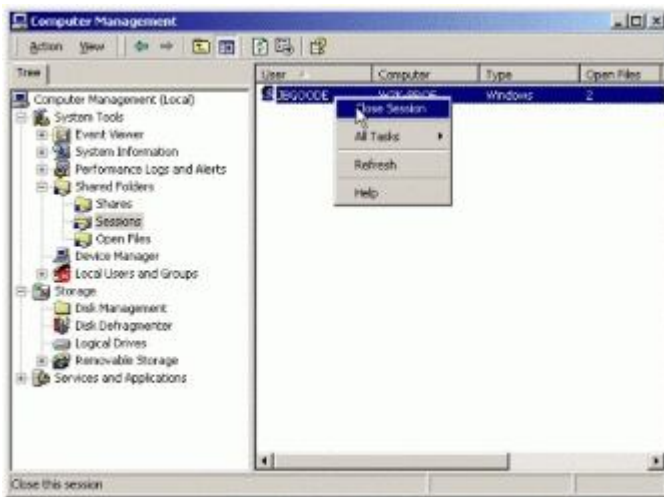 Computer Management
Action View
Tree
User Computer Type Open Files
Computer Management (Local)
System Tools
Event Viewer
System Information
Performance Logs and Alerts
Shared Folders
Shares
Sessions
Open Files
Device Manager
Local Users and Groups
Storage
Disk Management
Disk Defragmenter
Logical Drives
Removable Storage
Services and Applications
JBGOODE W2K-PROF Windows 2
Close Session
All Tasks
Refresh
Help
Close this session